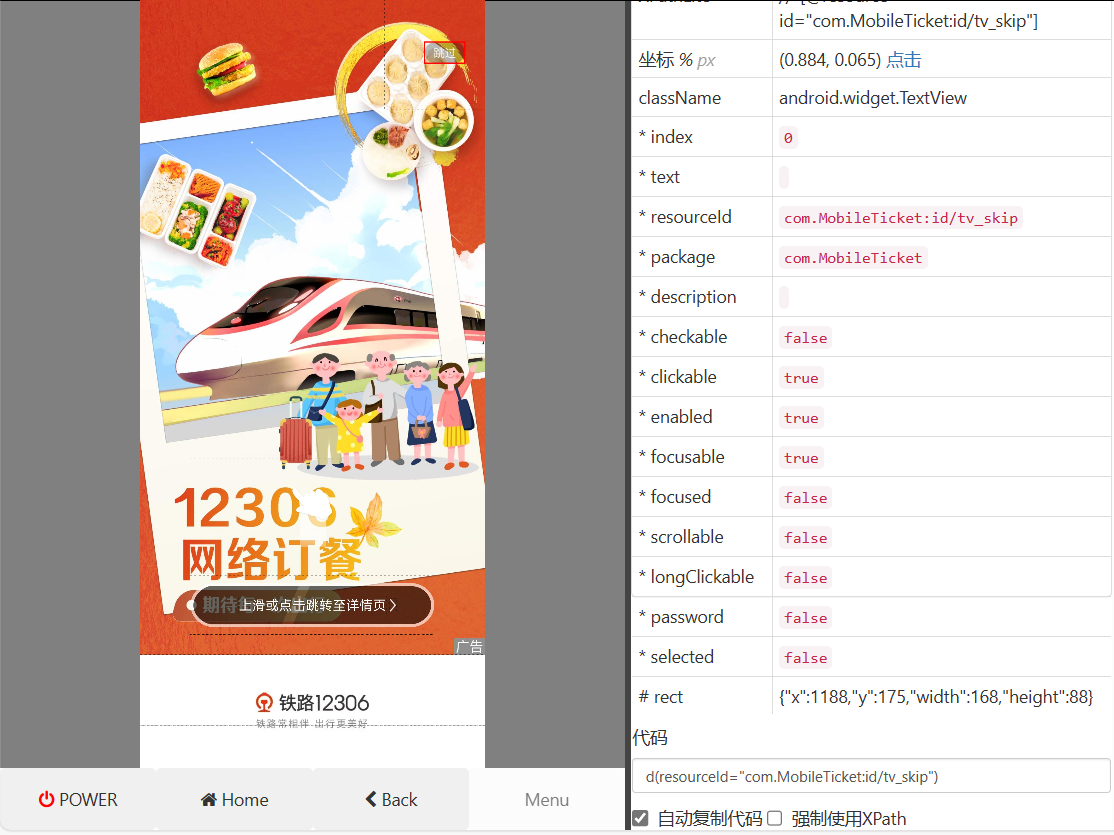 跳过
12306
网络订餐
期待
上滑或点击跳转至详情页
广告
铁路12306
铁路常相伴 出行更美好
POWER
Home
Back
Menu
id="com.MobileTicket:id/tv_skip"]
坐标 % px (0.884, 0.065) 点击
className android.widget.TextView
* index 0
* text
* resourceId com.MobileTicket:id/tv_skip
* package com.MobileTicket
* description
* checkable false
* clickable true
* enabled true
* focusable true
* focused false
* scrollable false
* longClickable false
* password false
* selected false
# rect {"x":1188,"y":175,"width":168,"height":88}
代码
d(resourceId="com.MobileTicket:id/tv_skip")
自动复制代码 强制使用XPath